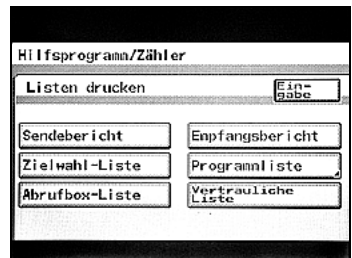 Hilfsprogramm/Zähler
Listen drucken
Ein-
gabe
Sendebericht
Empfangsbericht
Zielwahl-Liste
Programmliste
Abrufbox-Liste
Vertrauliche
Liste